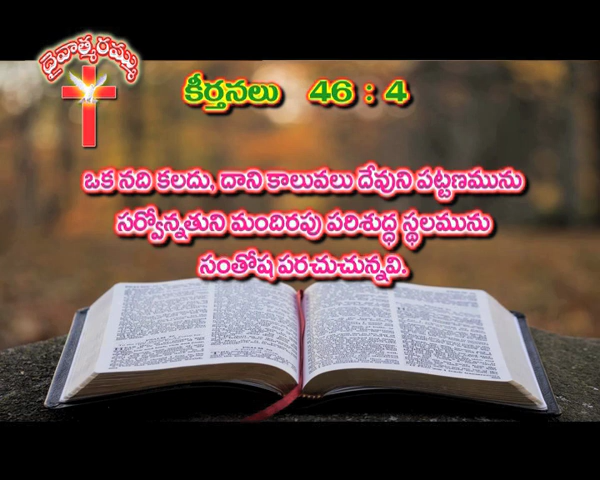 దైవాత్మరమ్ము
కీర్తనలు 46 : 4
ఒక నది కలదు, దాని కాలువలు దేవుని పట్టణమును
సర్వోన్నతుని మందిరపు పరిశుద్ధ స్థలమును
సంతోష పరచుచున్నవి.